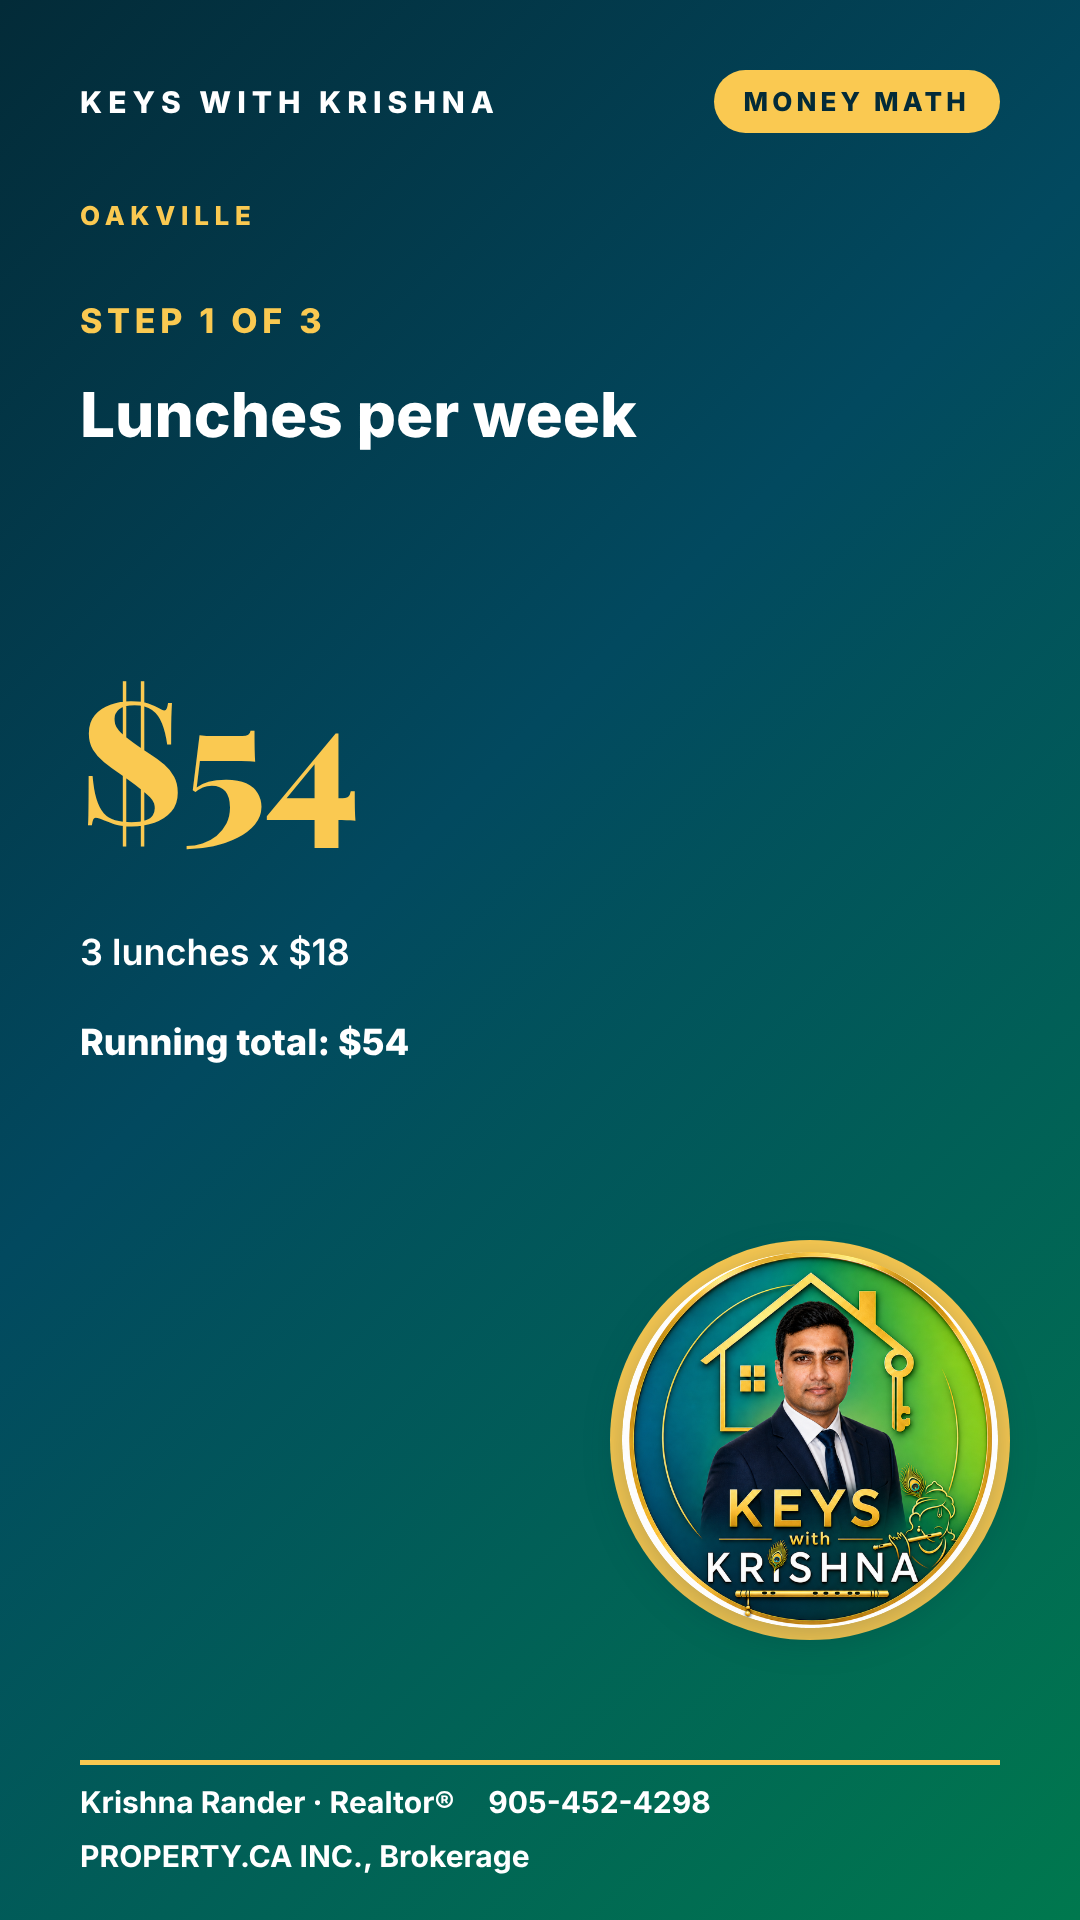 KEYS WITH KRISHNA
MONEY MATH
OAKVILLE
STEP 1 OF 3
Lunches per week
$54
3 lunches x $18
Running total: $54
KEYS
with
KRISHNA
Krishna Rander · Realtor® 905-452-4298
PROPERTY.CA INC., Brokerage